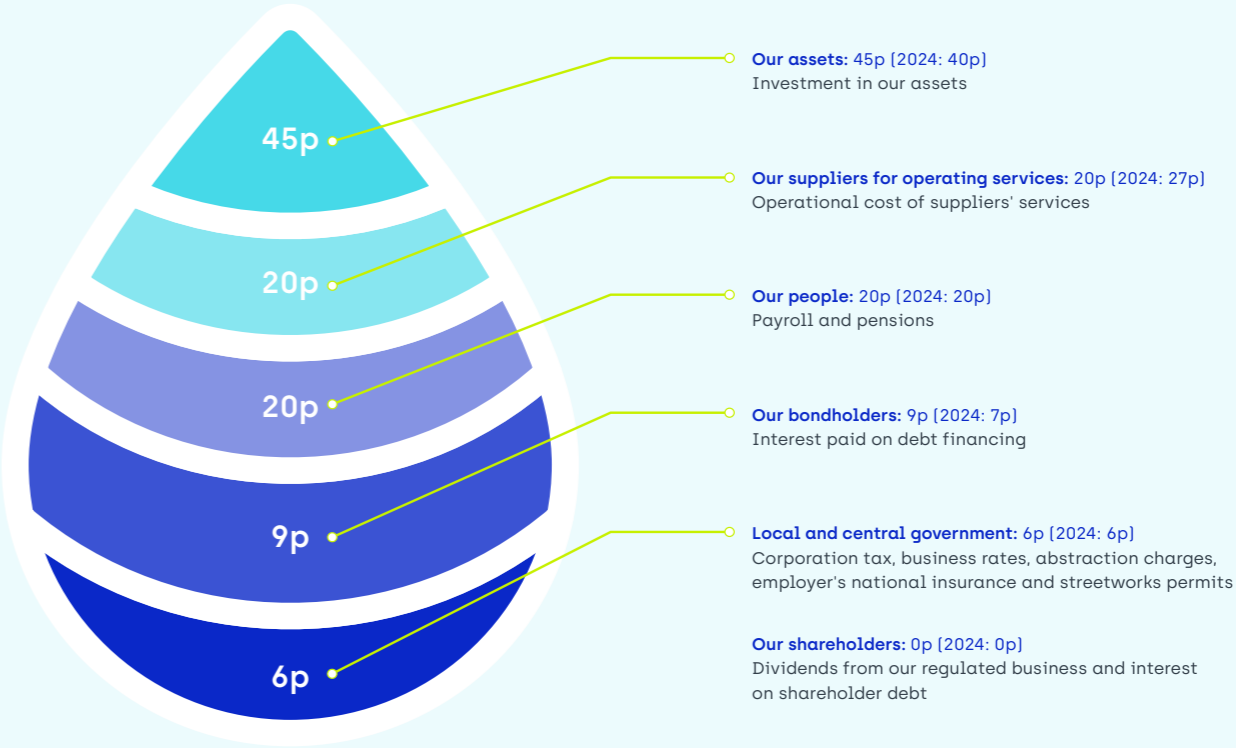 45p
20p
20p
9p
6p
Our assets: 45p (2024: 40p)
Investment in our assets
Our suppliers for operating services: 20p (2024: 27p)
Operational cost of suppliers' services
Our people: 20p (2024: 20p)
Payroll and pensions
Our bondholders: 9p (2024: 7p)
Interest paid on debt financing
Local and central government: 6p (2024: 6p)
Corporation tax, business rates, abstraction charges,
employer's national insurance and streetworks permits
Our shareholders: 0p (2024: 0p)
Dividends from our regulated business and interest
on shareholder debt